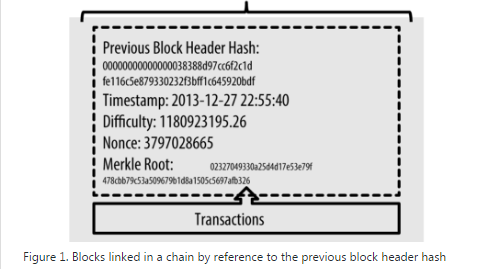 Previous Block Header Hash:
00000000000000038388d97cc6f2c1d
fe116c5e879330232f3bff1c645920bdf
Timestamp: 2013-12-27 22:55:40
Difficulty: 1180923195.26
Nonce: 3797028665
Merkle Root: 02327049330a25d4d17e53e79f
478cbb79c53a509679b1d8a1505c5697afb326
Transactions
Figure 1. Blocks linked in a chain by reference to the previous block header hash